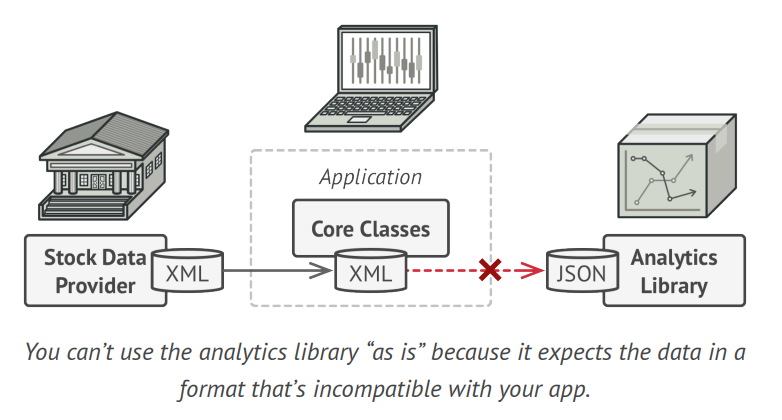 Application
Core Classes
Stock Data
Provider
XML
XML
JSON
Analytics
Library
You can’t use the analytics library “as is” because it expects the data in a
format that’s incompatible with your app.